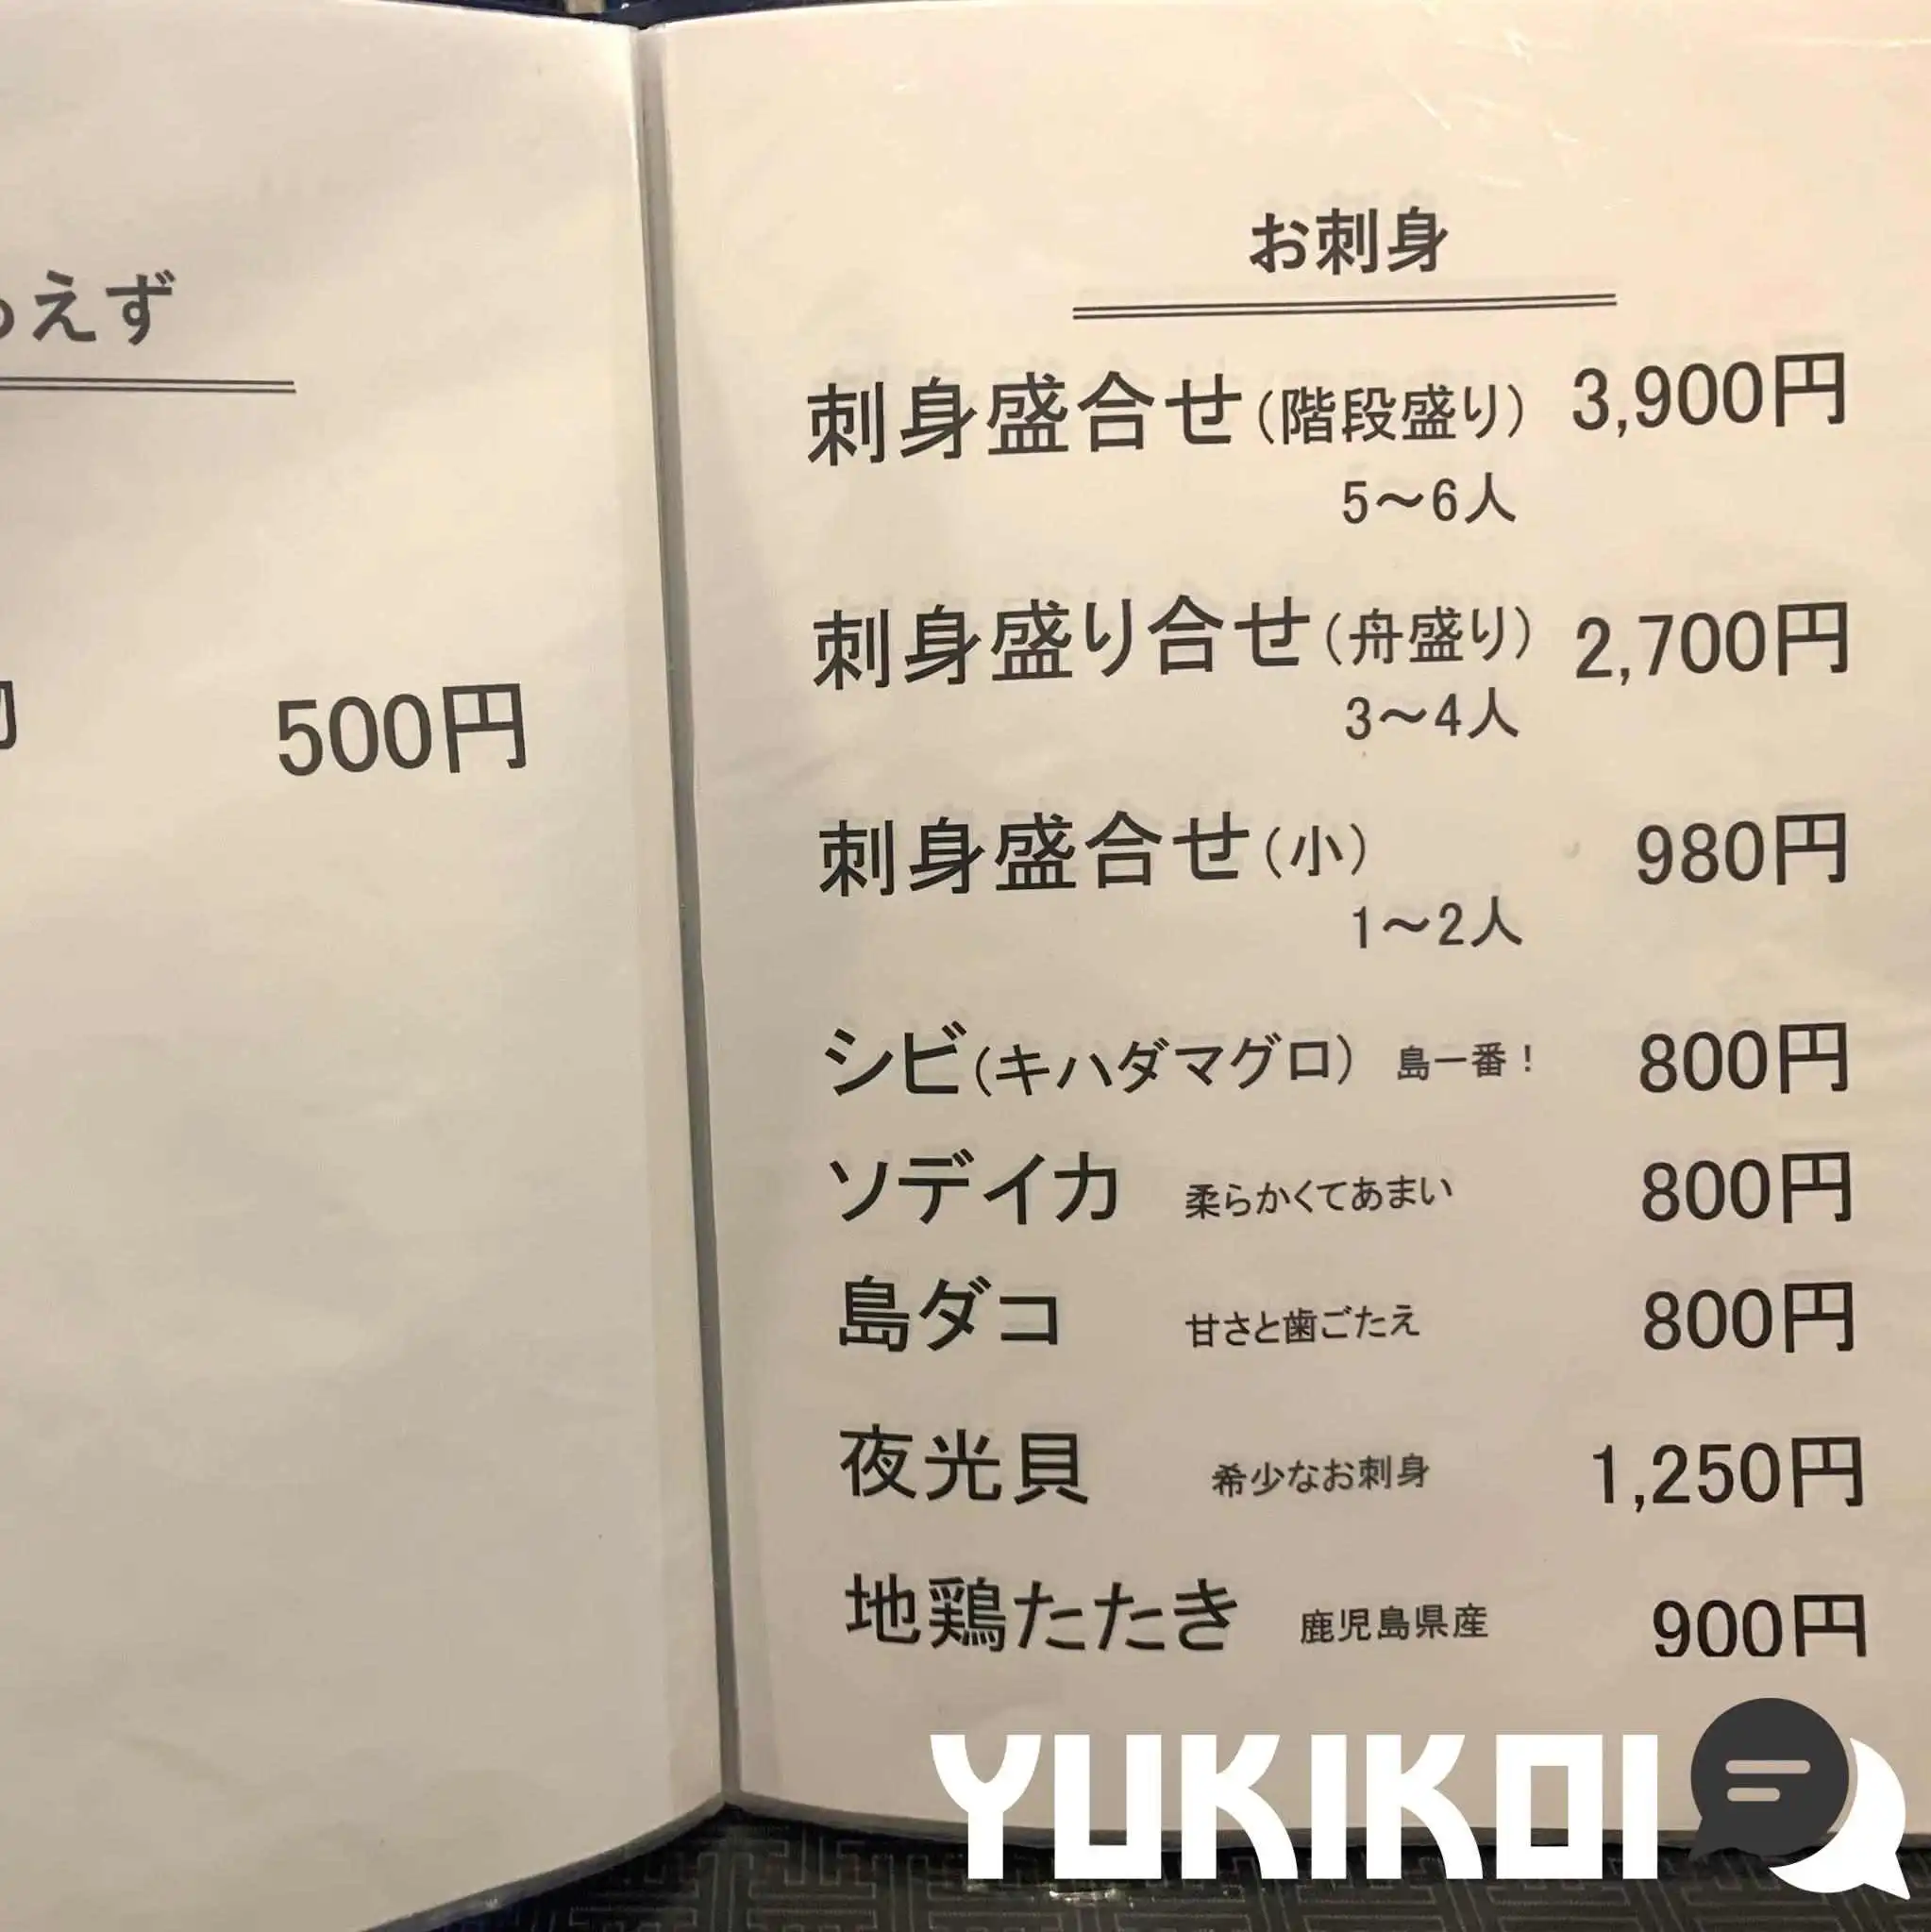 えず
500円
お刺身
刺身盛合せ(階段盛り) 3,900円
5～6人
刺身盛り合せ(舟盛り) 2,700円
3～4人
刺身盛合せ(小) 980円
1～2人
シビ(キハダマグロ) 島一番! 800円
ソデイカ 柔らかくてあまい 800円
島ダコ 甘さと歯ごたえ 800円
夜光貝 希少なお刺身 1,250円
地鶏たたき 鹿児島県産 900円
YUKIKOI